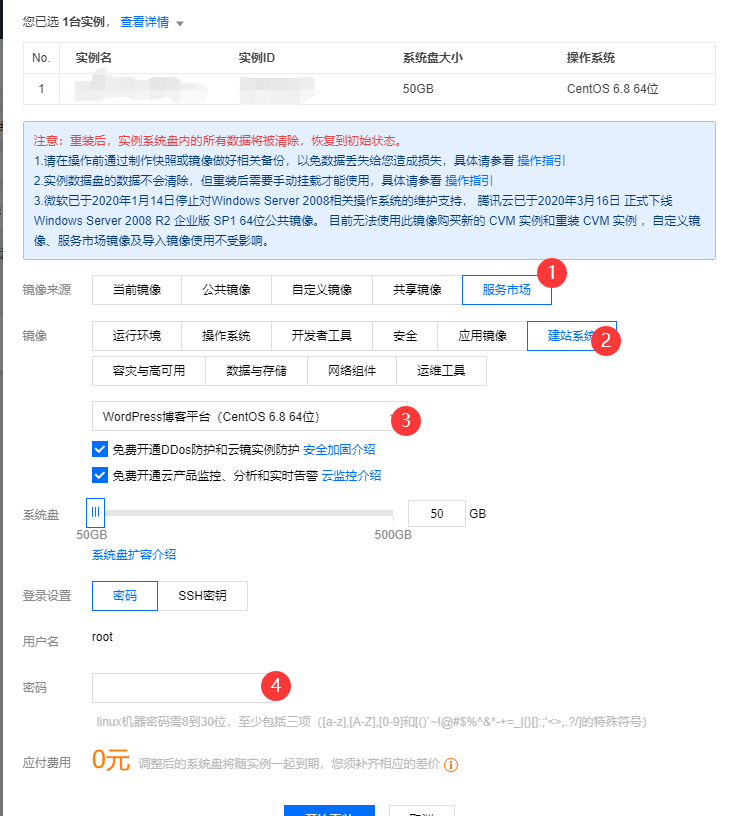 您已选 1台实例， 查看详情
No. 实例名 实例ID 系统盘大小 操作系统
1 50GB CentOS 6.8 64位
注意：重装后，实例系统盘内的所有数据将被清除，恢复到初始状态。
1.请在操作前通过制作快照或镜像做好相关备份，以免数据丢失给您造成损失，具体请参看 操作指引
2.实例数据盘的数据不会清除，但重装后需要手动挂载才能使用，具体请参看 操作指引
3.微软已于2020年1月14日停止对Windows Server 2008相关操作系统的维护支持， 腾讯云已于2020年3月16日 正式下线
Windows Server 2008 R2 企业版 SP1 64位公共镜像。 目前无法使用此镜像购买新的 CVM 实例和重装 CVM 实例 ，自定义镜
像、服务市场镜像及导入镜像使用不受影响。
镜像来源 当前镜像 公共镜像 自定义镜像 共享镜像 服务市场 1
镜像 运行环境 操作系统 开发者工具 安全 应用镜像 建站系统 2
容灾与高可用 数据与存储 网络组件 运维工具
WordPress博客平台（CentOS 6.8 64位） 3
免费开通DDos防护和云镜实例防护 安全加固介绍
免费开通云产品监控、分析和实时告警 云监控介绍
系统盘 50 GB
50GB 500GB
系统盘扩容介绍
登录设置 密码 SSH密钥
用户名 root
密码 4
linux机器密码需8到30位，至少包括三项（[a-z],[A-Z],[0-9]和[()`~!@#$%^&*-+=_|{}[]:;'<>,.?/]的特殊符号）
应付费用 0元 调整后的系统盘将随实例一起到期，您须补齐相应的差价